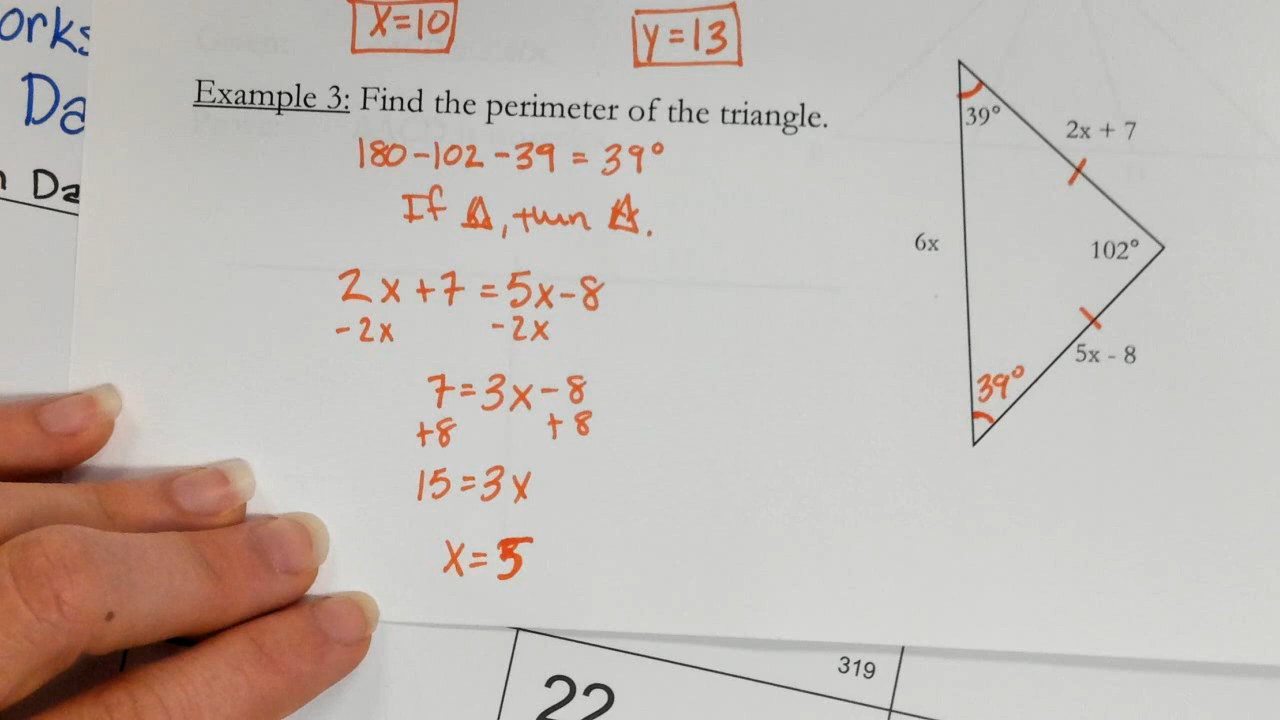 orks
Da
Da
x=10
y=13
Example 3: Find the perimeter of the triangle.
180-102-39 = 39°
If △, then △.
2x+7 = 5x-8
-2x -2x
7=3x-8
+8 +8
15=3x
x=5
39°
2x + 7
6x
102°
5x - 8
39°
319
22